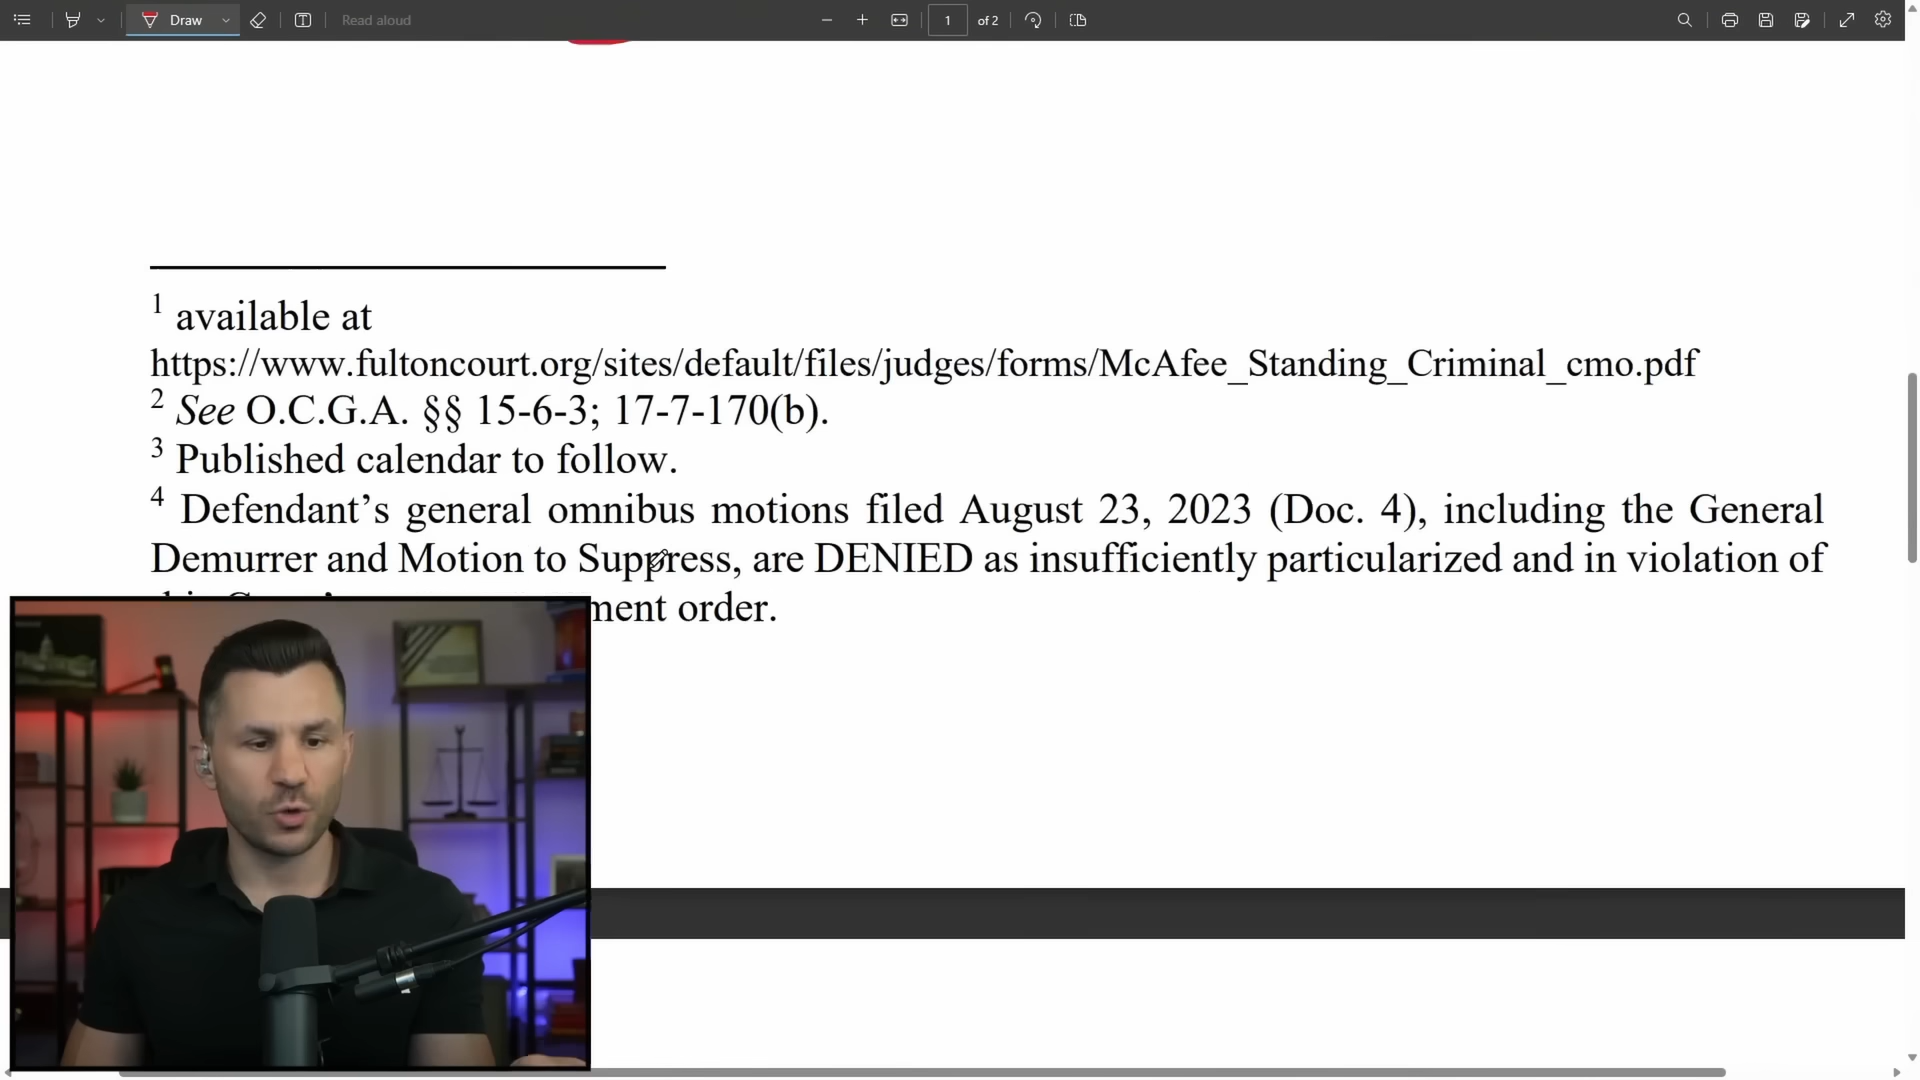 Draw
Read aloud
1 of 2
1 available at
https://www.fultoncourt.org/sites/default/files/judges/forms/McAfee_Standing_Criminal_cmo.pdf
2 See O.C.G.A. §§ 15-6-3; 17-7-170(b).
3 Published calendar to follow.
4 Defendant’s general omnibus motions filed August 23, 2023 (Doc. 4), including the General
Demurrer and Motion to Suppress, are DENIED as insufficiently particularized and in violation of
order.